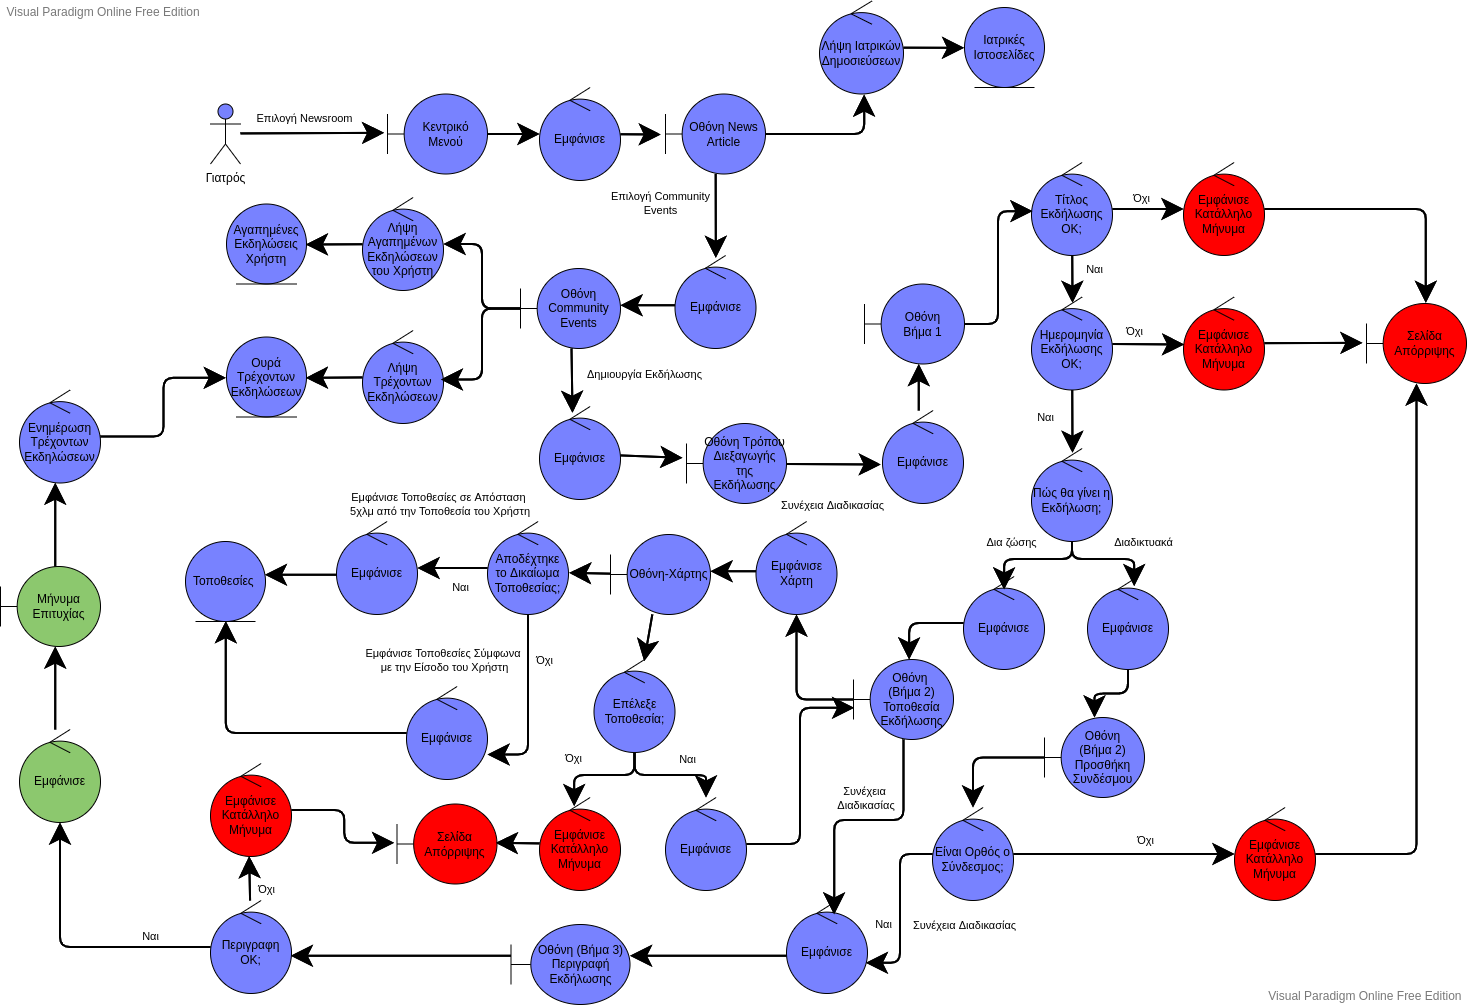 Visual Paradigm Online Free Edition
Λήψη Ιατρικών
Δημοσιεύσεων
Ιατρικές
Ιστοσελίδες
Επιλογή Newsroom
Γιατρός
Κεντρικό
Μενού
Εμφάνισε
Οθόνη News
Article
Επιλογή Community
Events
Αγαπημένες
Εκδηλώσεις
Χρήστη
Λήψη
Αγαπημένων
Εκδηλώσεων
του Χρήστη
Οθόνη
Community
Events
Εμφάνισε
Οθόνη
Βήμα 1
Τίτλος
Εκδήλωσης
ΟΚ;
Όχι
Εμφάνισε
Κατάλληλο
Μήνυμα
Ναι
Ημερομηνία
Εκδήλωσης
ΟΚ;
Όχι
Εμφάνισε
Κατάλληλο
Μήνυμα
Σελίδα
Απόρριψης
Ουρά
Τρέχοντων
Εκδηλώσεων
Λήψη
Τρέχοντων
Εκδηλώσεων
Δημιουργία Εκδήλωσης
Ναι
Ενημέρωση
Τρέχοντων
Εκδηλώσεων
Εμφάνισε
Οθόνη Τρόπου
Διεξαγωγής
της
Εκδήλωσης
Εμφάνισε
Συνέχεια Διαδικασίας
Πώς θα γίνει η
Εκδήλωση;
Δια ζώσης
Διαδικτυακά
Εμφάνισε Τοποθεσίες σε Απόσταση
5χλμ από την Τοποθεσία του Χρήστη
Τοποθεσίες
Εμφάνισε
Ναι
Αποδέχτηκε
το Δικαίωμα
Τοποθεσίας;
Οθόνη-Χάρτης
Εμφάνισε
Χάρτη
Εμφάνισε
Εμφάνισε
Μήνυμα
Επιτυχίας
Εμφάνισε Τοποθεσίες Σύμφωνα
με την Είσοδο του Χρήστη
Όχι
Εμφάνισε
Επέλεξε
Τοποθεσία;
Οθόνη
(Βήμα 2)
Τοποθεσία
Εκδήλωσης
Οθόνη
(Βήμα 2)
Προσθήκη
Συνδέσμου
Εμφάνισε
Όχι
Ναι
Συνέχεια
Διαδικασίας
Εμφάνισε
Κατάλληλο
Μήνυμα
Σελίδα
Απόρριψης
Εμφάνισε
Κατάλληλο
Μήνυμα
Εμφάνισε
Είναι Ορθός ο
Σύνδεσμος;
Όχι
Εμφάνισε
Κατάλληλο
Μήνυμα
Όχι
Ναι
Συνέχεια Διαδικασίας
Ναι
Περιγραφη
ΟΚ;
Οθόνη (Βήμα 3)
Περιγραφή
Εκδήλωσης
Εμφάνισε
Visual Paradigm Online Free Edition